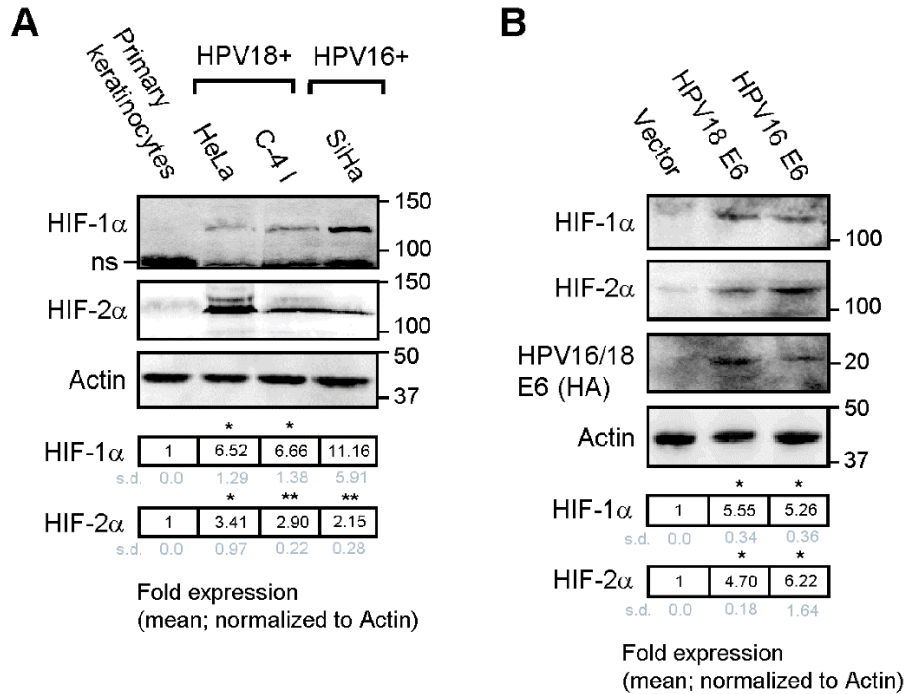 A
Primary
keratinocytes
HPV18+
HPV16+
HeLa
C-4 I
SiHa
HIF-1α
150
100
ns
HIF-2α
150
100
Actin
50
37
* *
HIF-1α 1 6.52 6.66 11.16
s.d. 0.0 1.29 1.38 5.91
* ** **
HIF-2α 1 3.41 2.90 2.15
s.d. 0.0 0.97 0.22 0.28
Fold expression
(mean; normalized to Actin)
B
Vector
HPV18 E6
HPV16 E6
HIF-1α
100
HIF-2α
100
HPV16/18
E6 (HA)
20
Actin
50
37
* *
HIF-1α 1 5.55 5.26
s.d. 0.0 0.34 0.36
* *
HIF-2α 1 4.70 6.22
s.d. 0.0 0.18 1.64
Fold expression
(mean; normalized to Actin)